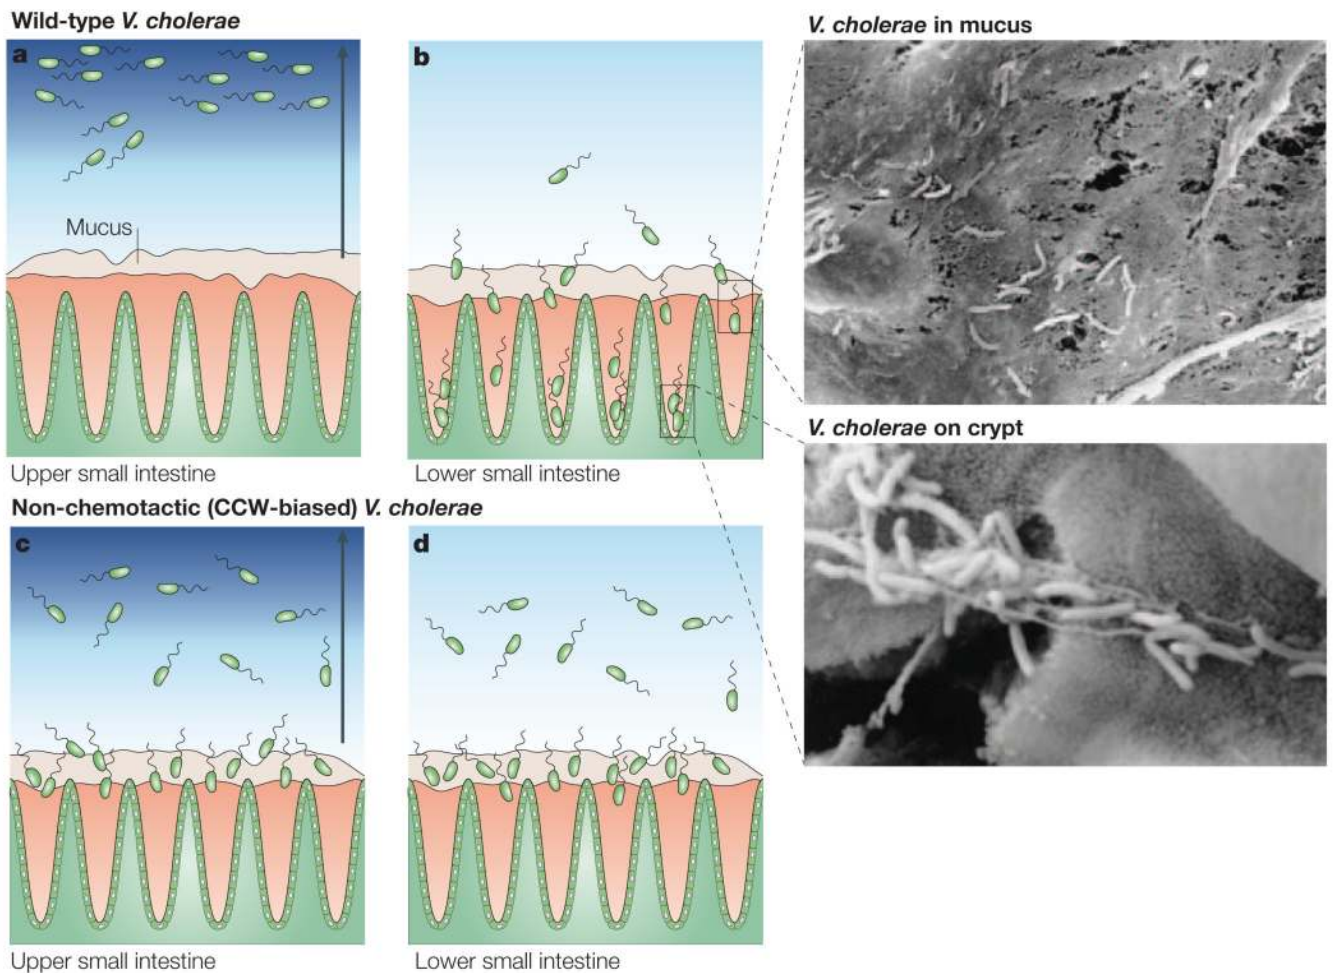 Wild-type V. cholerae
a
Mucus
Upper small intestine
b
Lower small intestine
V. cholerae in mucus
V. cholerae on crypt
Non-chemotactic (CCW-biased) V. cholerae
c
Upper small intestine
d
Lower small intestine